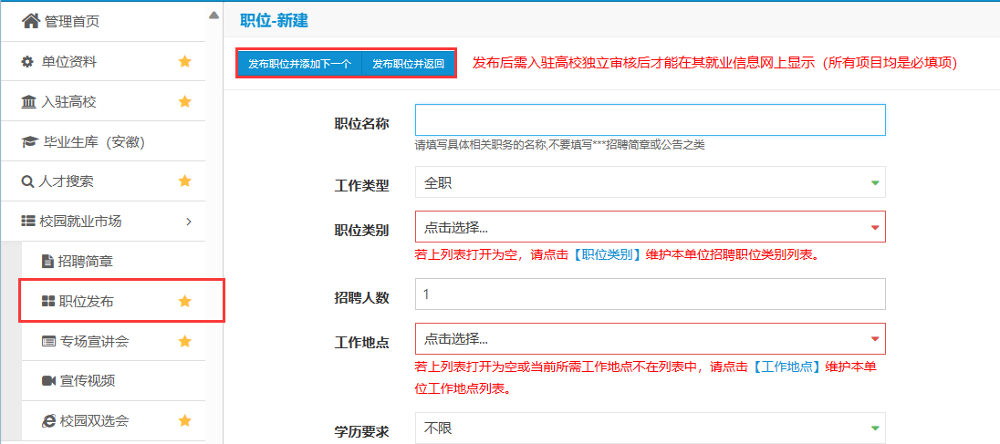 管理首页
单位资料
入驻高校
毕业生库（安徽）
人才搜索
校园就业市场
招聘简章
职位发布
专场宣讲会
宣传视频
校园双选会
职位-新建
发布职位并添加下一个
发布职位并返回
发布后需入驻高校独立审核后才能在其就业信息网上显示（所有项目均是必填项）
职位名称
请填写具体相关职务的名称,不要填写***招聘简章或公告之类
工作类型
全职
职位类别
点击选择...
若上列表打开为空，请点击【职位类别】维护本单位招聘职位类别列表。
招聘人数
1
工作地点
点击选择...
若上列表打开为空或当前所需工作地点不在列表中，请点击【工作地点】维护本单
位工作地点列表。
学历要求
不限